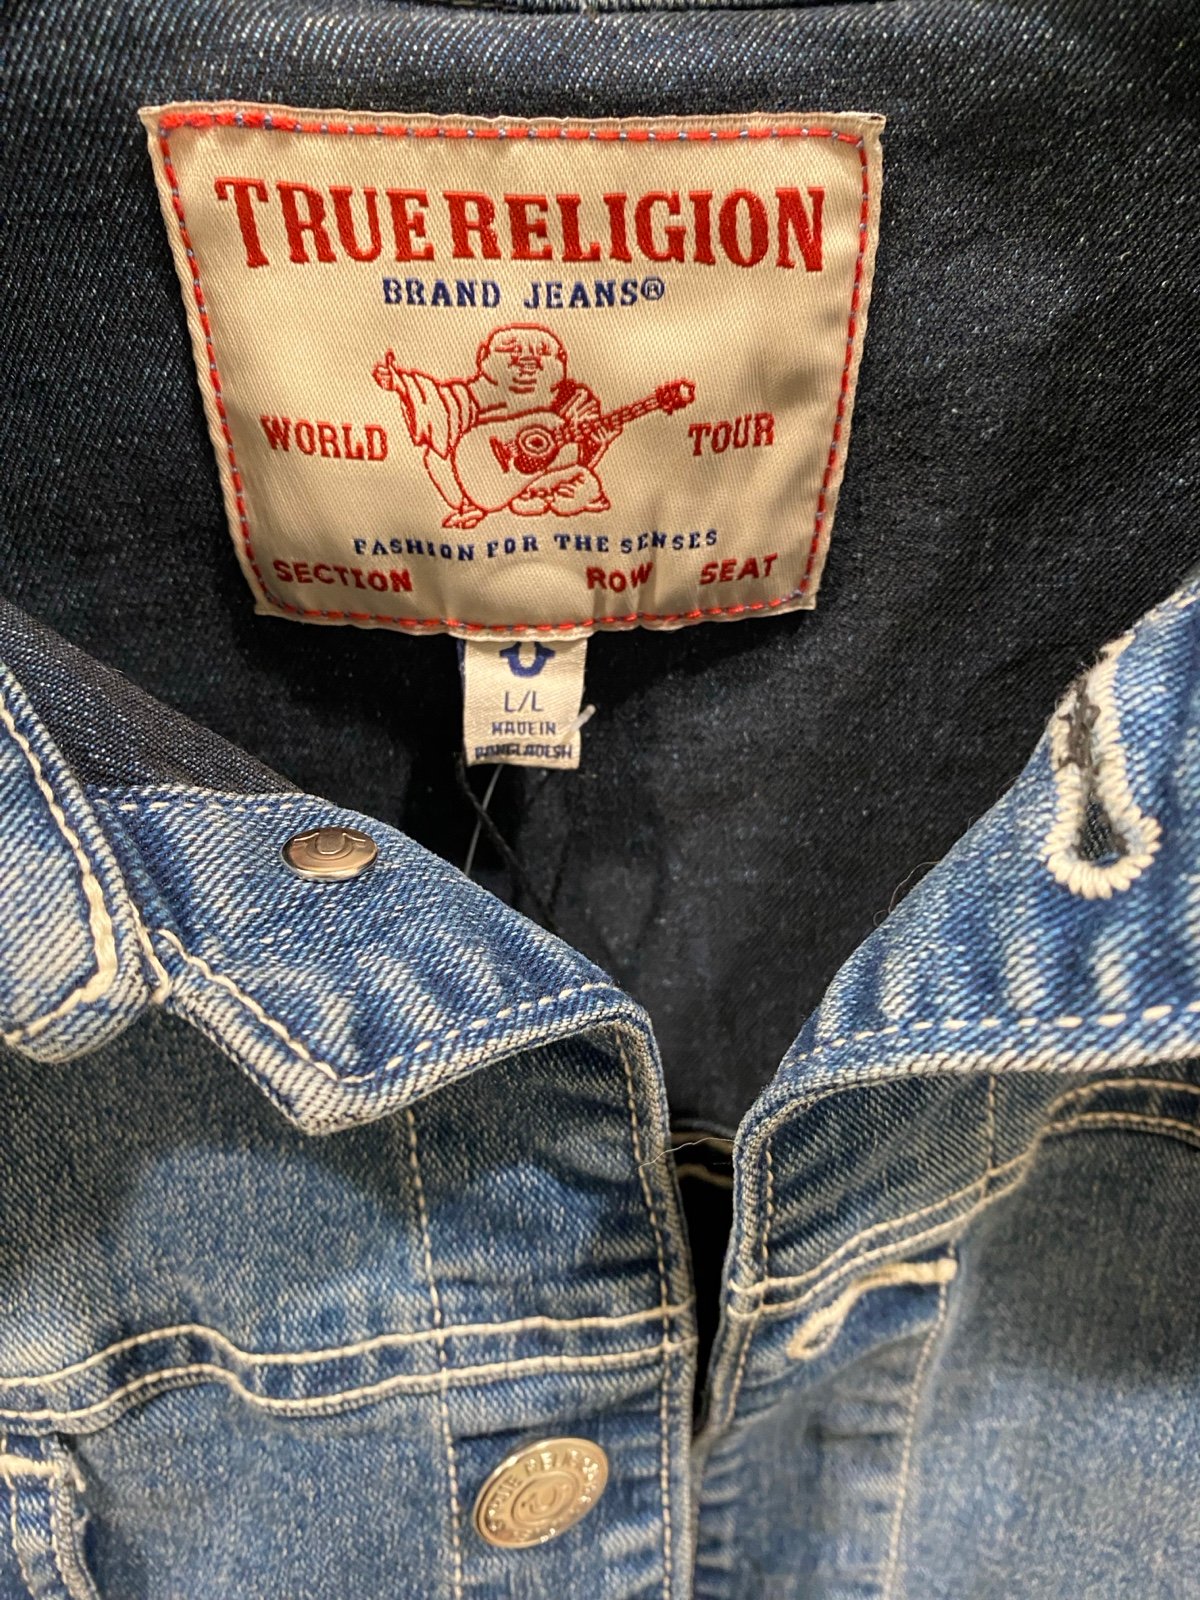 TRUE RELIGION
BRAND JEANS®
WORLD TOUR
FASHION FOR THE SENSES
SECTION ROW SEAT
L/L
MADE IN
BANGLADESH